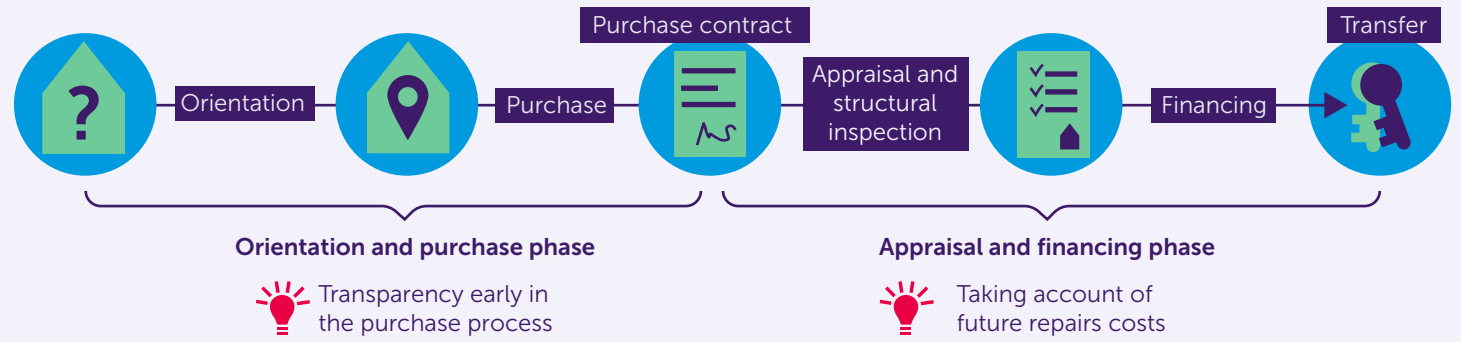 Purchase contract
Transfer
?
Orientation
Purchase
Appraisal and
structural
inspection
Financing
Orientation and purchase phase
Appraisal and financing phase
Transparency early in
the purchase process
Taking account of
future repairs costs